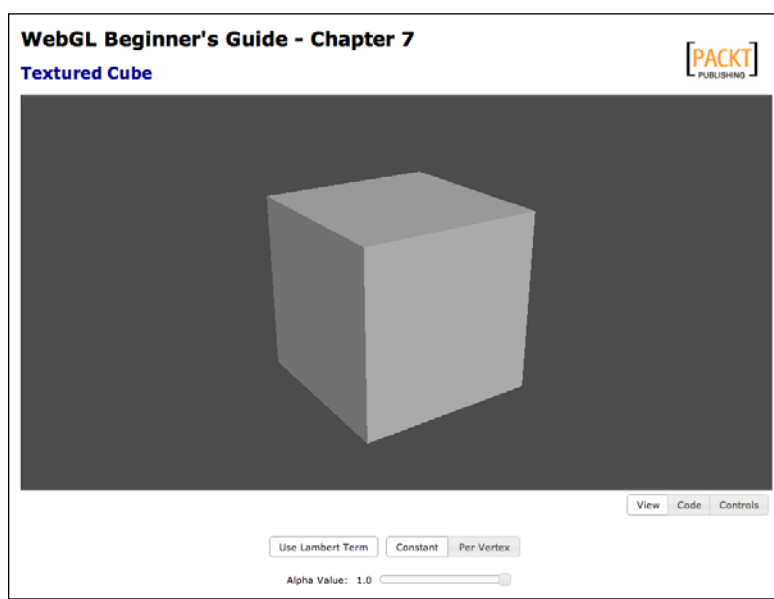 WebGL Beginner's Guide - Chapter 7
Textured Cube
[PACKT]
PUBLISHING
View Code Controls
Use Lambert Term Constant Per Vertex
Alpha Value: 1.0